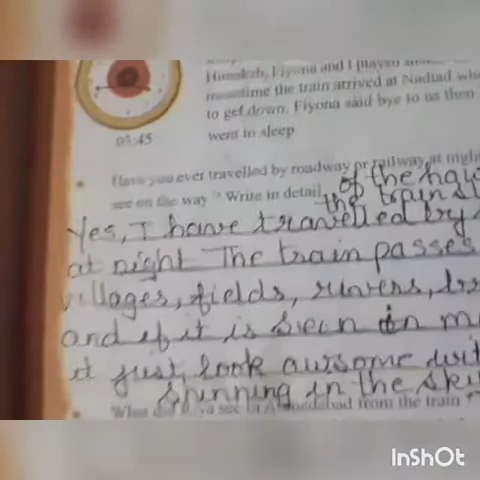 Himaksh, Fiyona and I played
meantime the train arrived at Nadiad
to get down. Fiyona said bye to us then
went to sleep
03:45
Have you ever travelled by roadway or railway at nigh
see on the way? Write in detail
of the
the train
Yes, I have travelled by
at night The train passes
villages, fields, rivers,
and if it is seen in
it just look awsome
shinning in the sky
What did Riya see in Ahmedabad from the train
InShOt